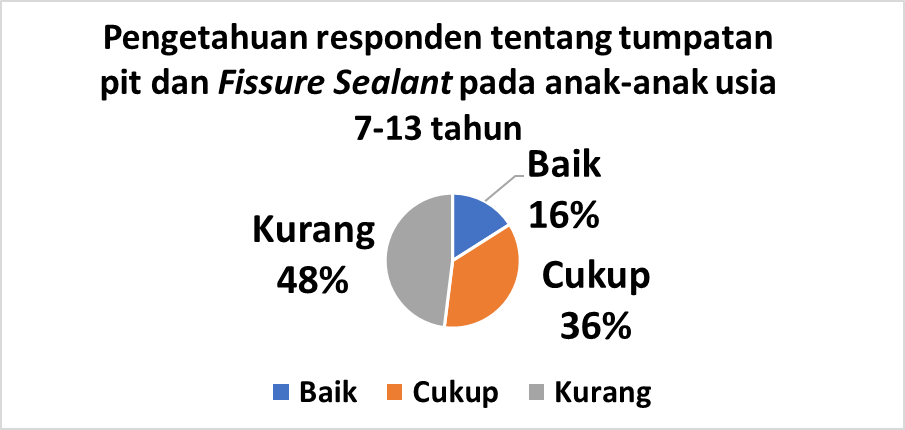 Pengetahuan responden tentang tumpatan
pit dan Fissure Sealant pada anak-anak usia
7-13 tahun
Baik
16%
Kurang
48%
Cukup
36%
Baik Cukup Kurang